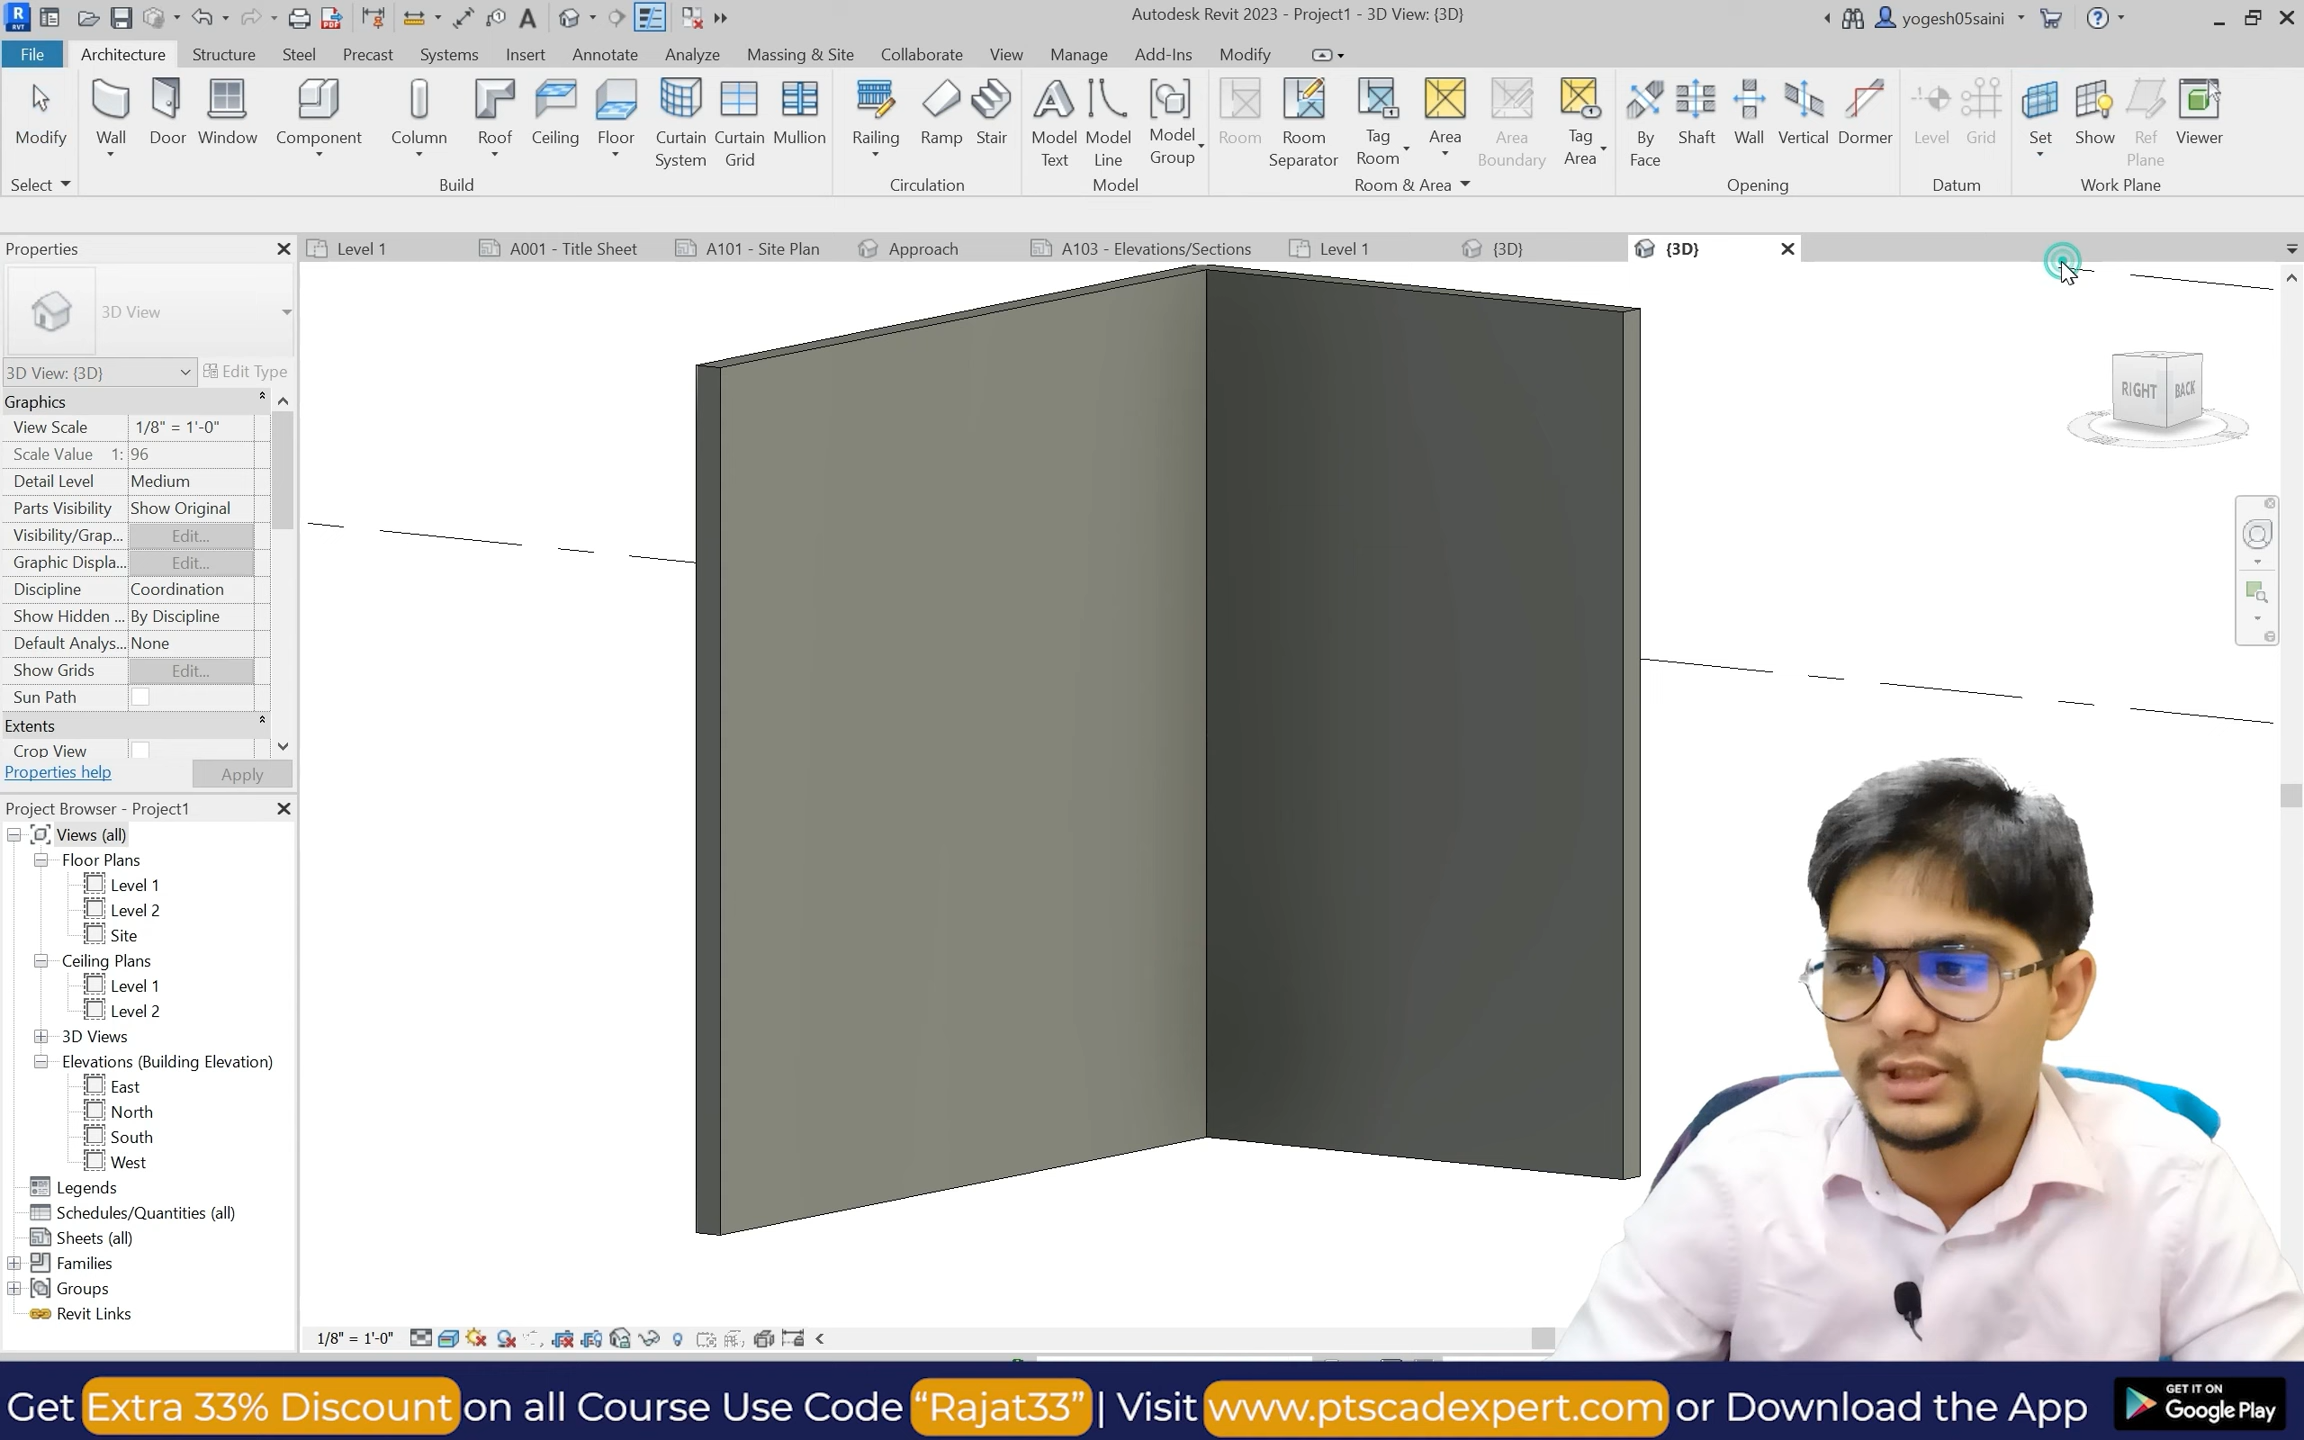 Autodesk Revit 2023 - Project1 - 3D View: {3D}
yogesh05saini
File Architecture Structure Steel Precast Systems Insert Annotate Analyze Massing & Site Collaborate View Manage Add-Ins Modify
Modify Wall Door Window Component Column Roof Ceiling Floor Curtain System Curtain Grid Mullion Railing Ramp Stair Model Text Model Line Model Group Room Room Separator Tag Room Area Area Boundary Tag Area By Face Shaft Wall Vertical Dormer Level Grid Set Show Ref Plane Viewer
Select Build Circulation Model Room & Area Opening Datum Work Plane
Properties
Level 1 A001 - Title Sheet A101 - Site Plan Approach A103 - Elevations/Sections Level 1 {3D} {3D}
3D View
3D View: {3D} Edit Type
Graphics
View Scale 1/8" = 1'-0"
Scale Value 1: 96
Detail Level Medium
Parts Visibility Show Original
Visibility/Grap... Edit...
Graphic Displa... Edit...
Discipline Coordination
Show Hidden ... By Discipline
Default Analys... None
Show Grids Edit...
Sun Path
Extents
Crop View
Properties help Apply
RIGHT BACK
Project Browser - Project1
Views (all)
Floor Plans
Level 1
Level 2
Site
Ceiling Plans
Level 1
Level 2
3D Views
Elevations (Building Elevation)
East
North
South
West
Legends
Schedules/Quantities (all)
Sheets (all)
Families
Groups
Revit Links
1/8" = 1'-0"
Get Extra 33% Discount on all Course Use Code “Rajat33” | Visit www.ptscadexpert.com or Download the App
GET IT ON
Google Play